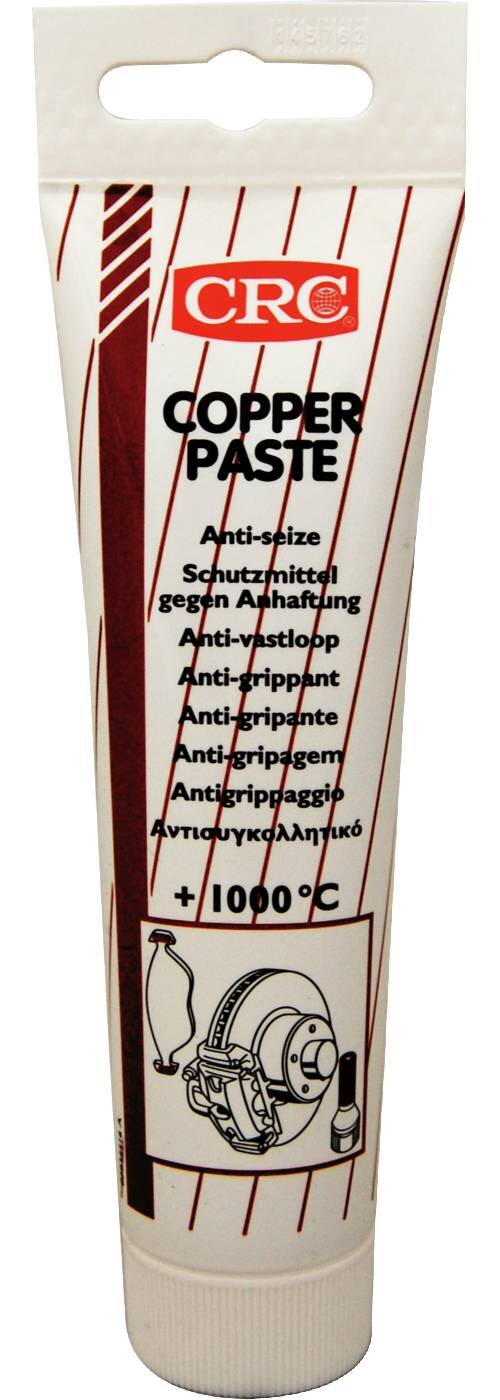 145762
CRC
®
COPPER
PASTE
Anti-seize
Schutzmittel
gegen Anhaftung
Anti-vastloop
Anti-grippant
Anti-gripante
Anti-gripagem
Antigrippaggio
Αντισυγκολλητικό
+ 1000 °C